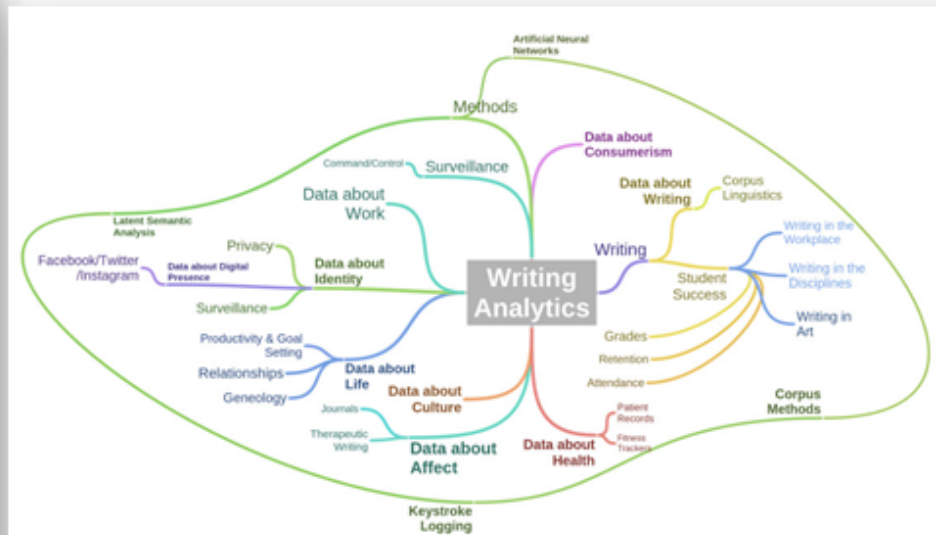 Artificial Neural
Networks
Methods
Data about
Consumerism
Command/Control
Surveillance
Data about
Writing
Corpus
Linguistics
Data about
Work
Latent Semantic
Analysis
Writing in the
Workplace
Privacy
Writing
Facebook/Twitter
/Instagram
Data about Digital
Presence
Data about
Identity
Writing
Analytics
Student
Success
Writing in the
Disciplines
Surveillance
Writing in
Art
Productivity & Goal
Setting
Grades
Relationships
Data about
Life
Retention
Geneology
Data about
Culture
Attendance
Corpus
Methods
Journals
Patient
Records
Therapeutic
Writing
Data about
Affect
Data about
Health
Fitness
Trackers
Keystroke
Logging